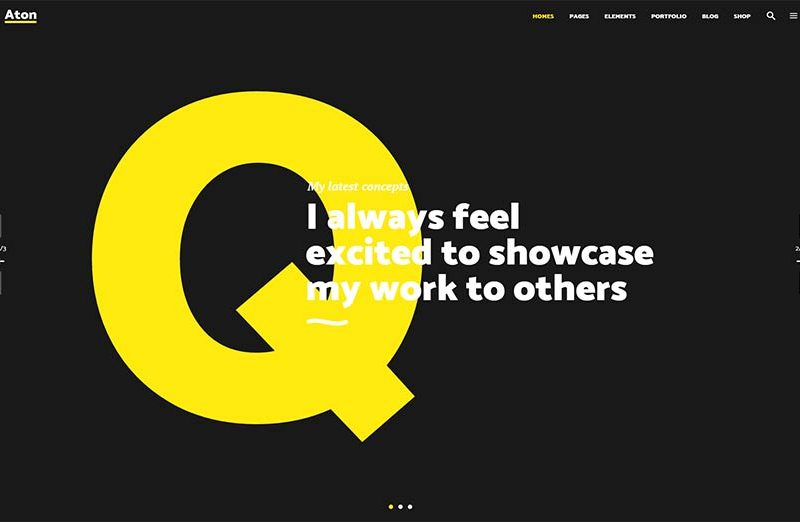 Aton
HOMES PAGES ELEMENTS PORTFOLIO BLOG SHOP
Q
My latest concepts
I always feel
excited to showcase
my work to others
/3
2/